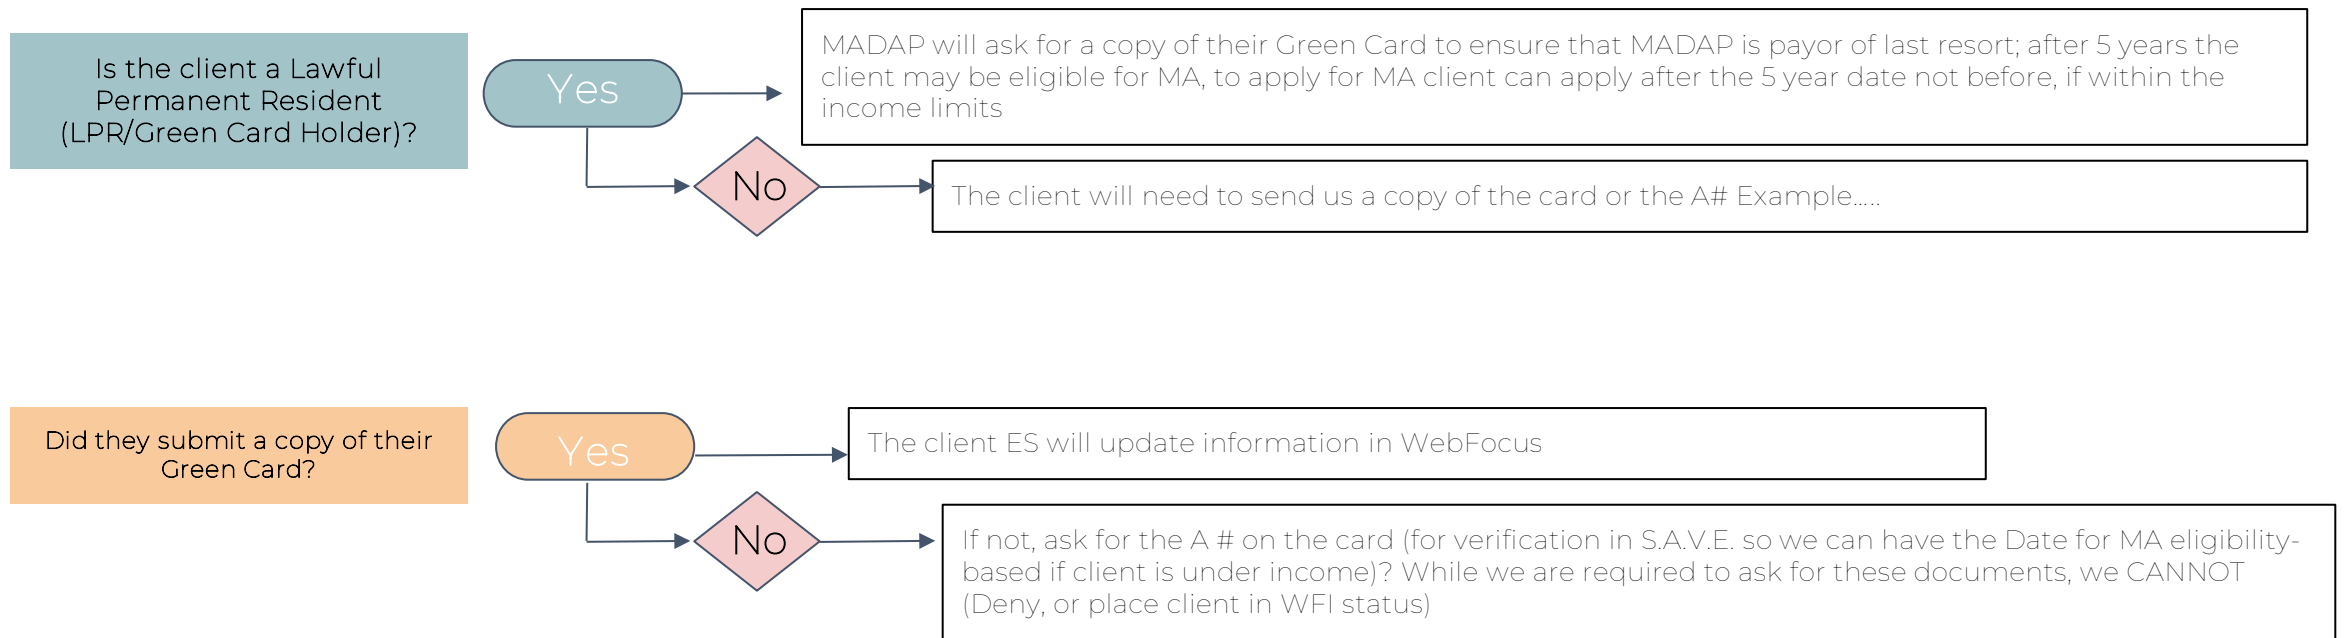 Is the client a Lawful
Permanent Resident
(LPR/Green Card Holder)?
Yes
MADAP will ask for a copy of their Green Card to ensure that MADAP is payor of last resort; after 5 years the
client may be eligible for MA, to apply for MA client can apply after the 5 year date not before, if within the
income limits
No
The client will need to send us a copy of the card or the A# Example.....
Did they submit a copy of their
Green Card?
Yes
The client ES will update information in WebFocus
No
If not, ask for the A # on the card (for verification in S.A.V.E. so we can have the Date for MA eligibility-
based if client is under income)? While we are required to ask for these documents, we CANNOT
(Deny, or place client in WFI status)